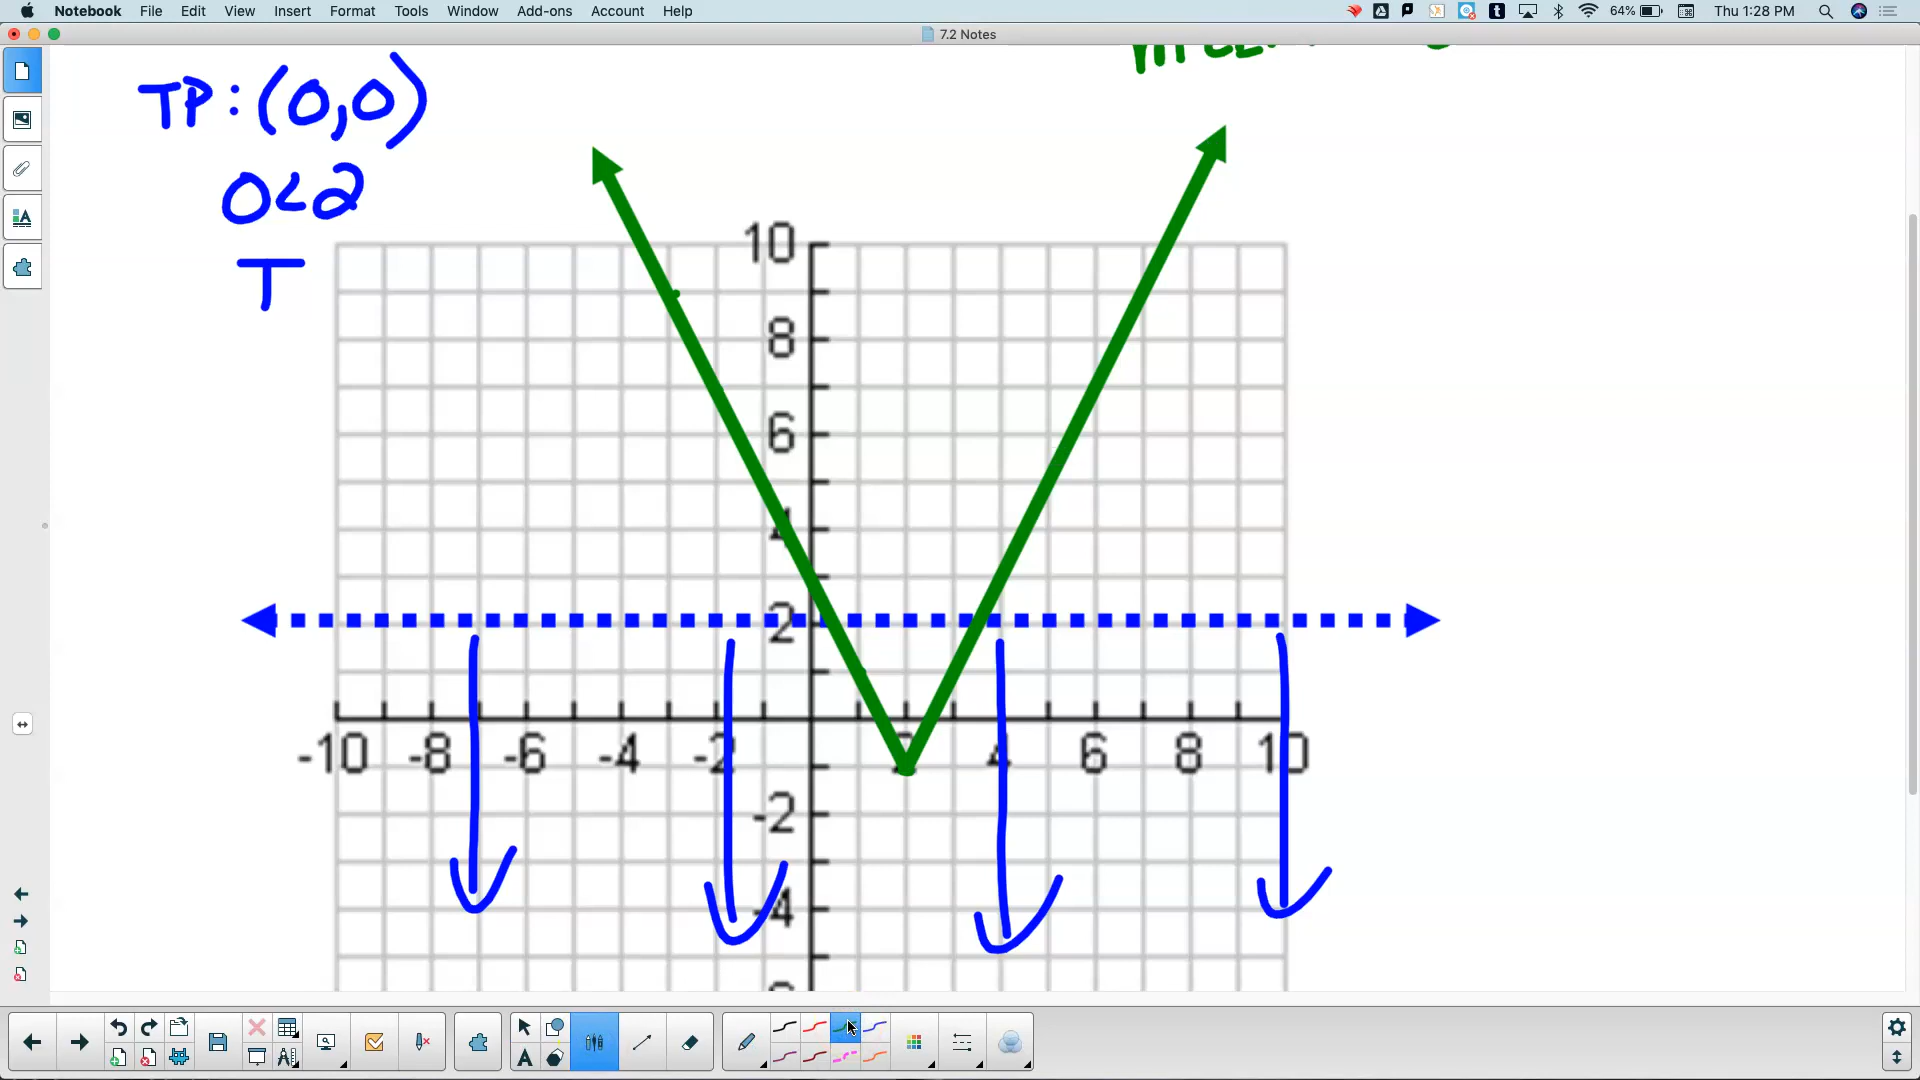 Notebook File Edit View Insert Format Tools Window Add-ons Account Help 64% Thu 1:28 PM
7.2 Notes
TP: (0,0)
0<2
T
10
8
6
4
2
-10 -8 -6 -4 -2 2 4 6 8 10
-2
-4